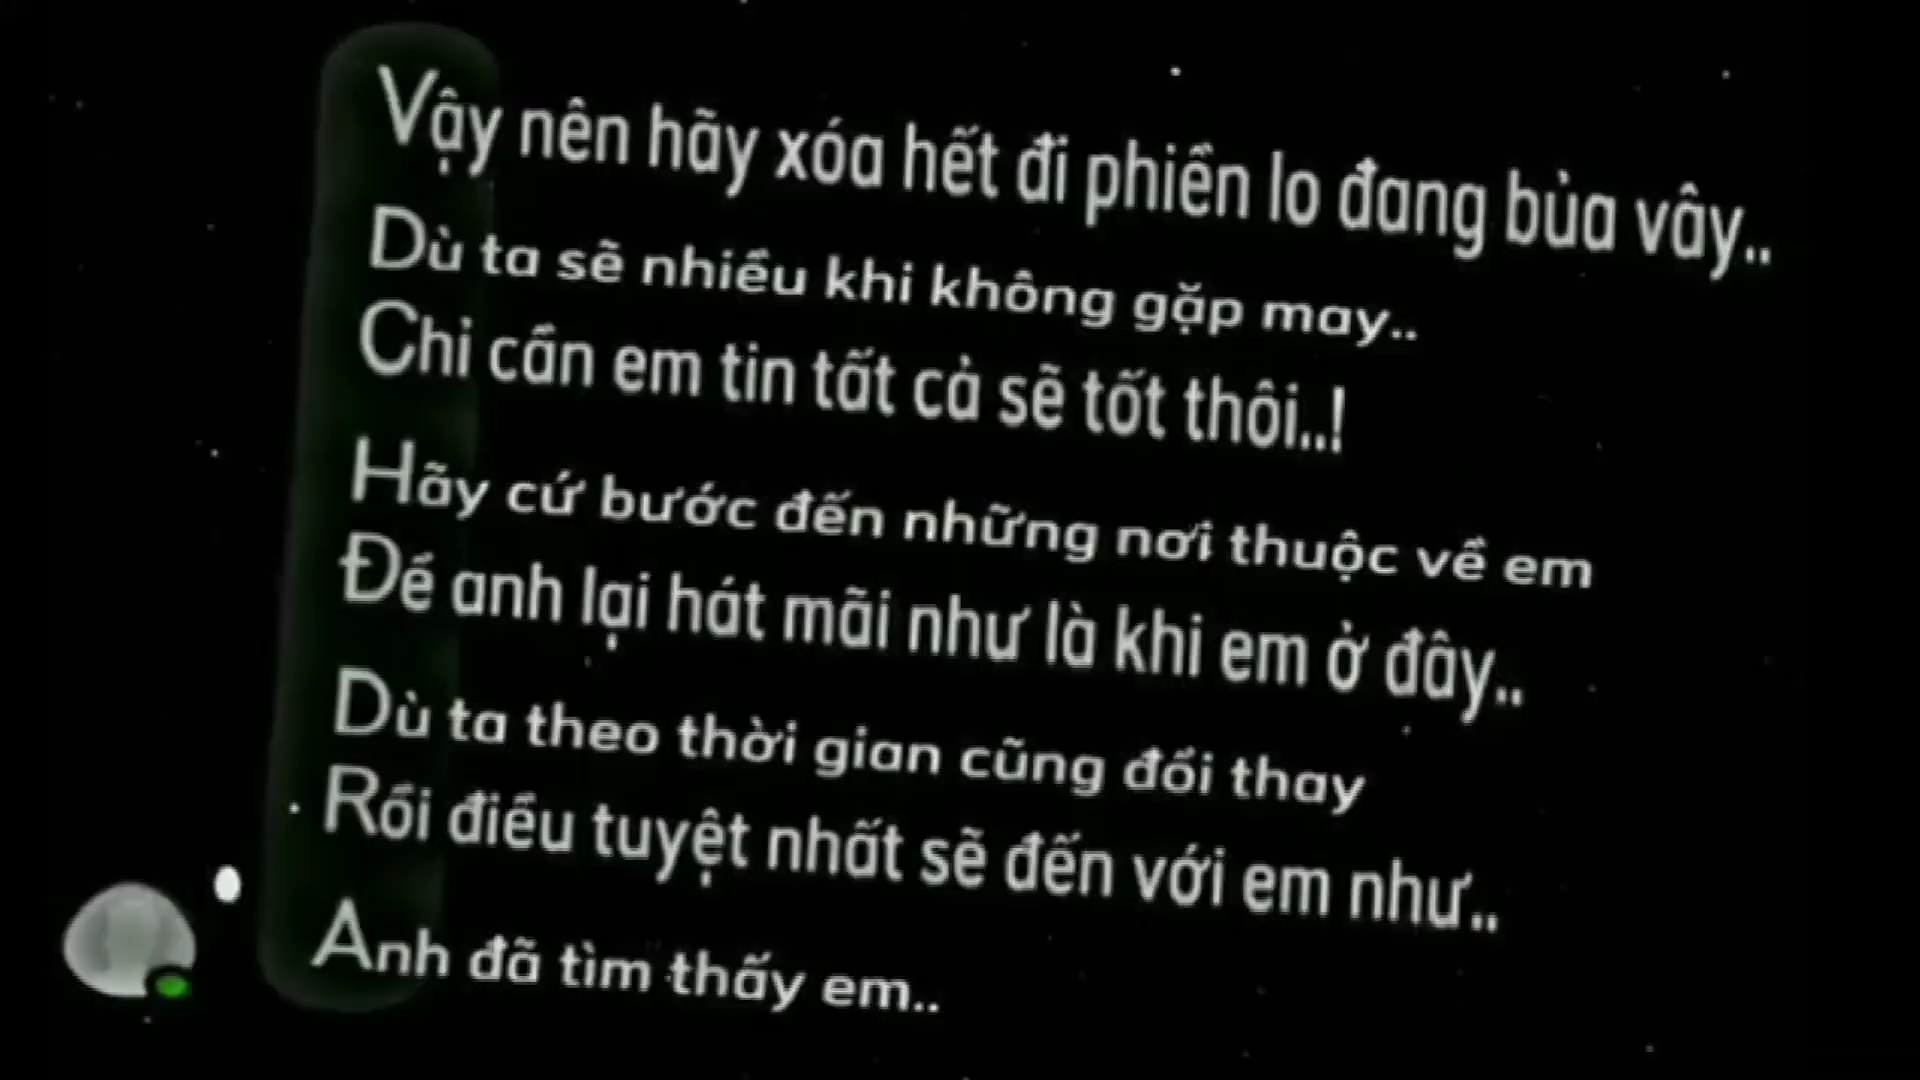 Vậy nên hãy xóa hết đi phiền lo đang bủa vây..
Dù ta sẽ nhiều khi không gặp may..
Chỉ cần em tin tất cả sẽ tốt thôi..!
Hãy cứ bước đến những nơi thuộc về em
Để anh lại hát mãi như là khi em ở đây..
Dù ta theo thời gian cũng đổi thay
Rồi điều tuyệt nhất sẽ đến với em như..
Anh đã tìm thấy em..